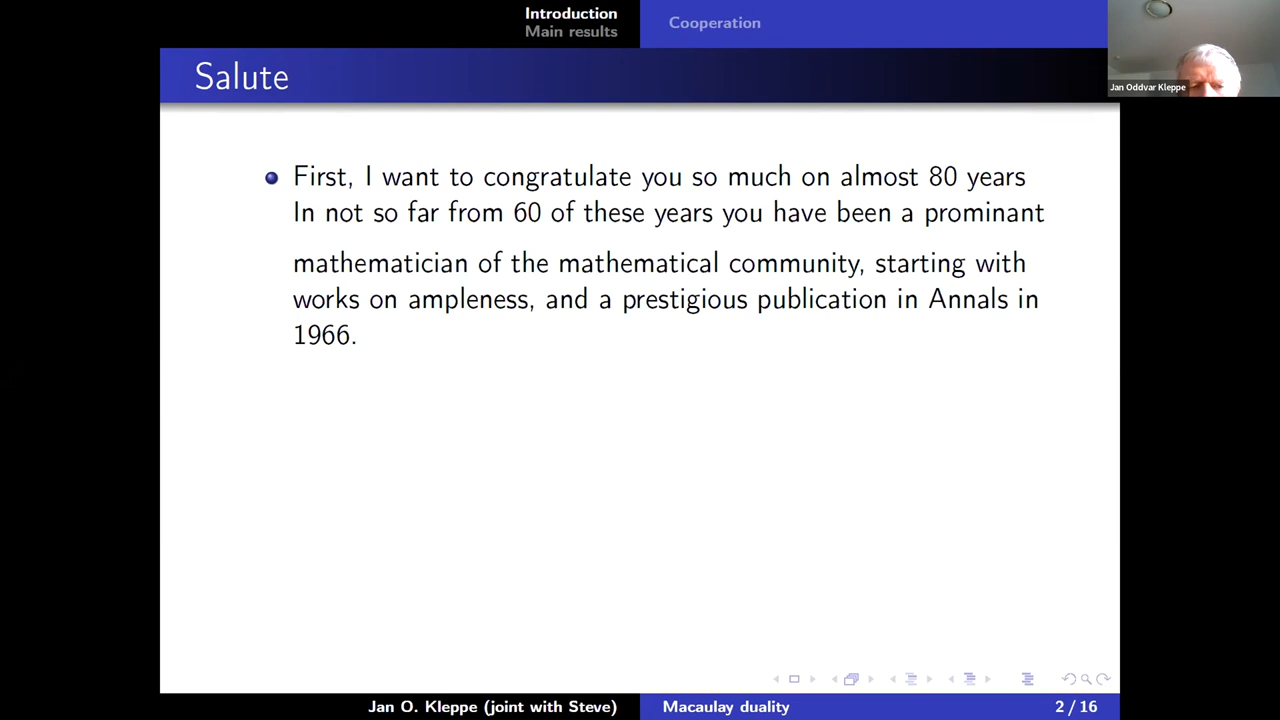 Introduction
Main results
Cooperation
Salute
Jan Oddvar Kleppe
First, I want to congratulate you so much on almost 80 years
In not so far from 60 of these years you have been a prominant
mathematician of the mathematical community, starting with
works on ampleness, and a prestigious publication in Annals in
1966.
Jan O. Kleppe (joint with Steve)
Macaulay duality
2 / 16